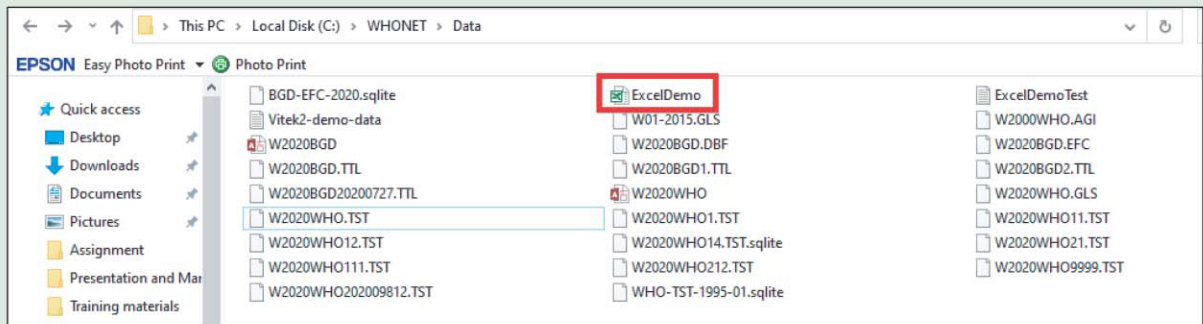 This PC > Local Disk (C:) > WHONET > Data
EPSON Easy Photo Print Photo Print
Quick access
Desktop
Downloads
Documents
Pictures
Assignment
Presentation and Mar
Training materials
BGD-EFC-2020.sqlite ExcelDemo ExcelDemoTest
Vitek2-demo-data W01-2015.GLS W2000WHO.AGI
W2020BGD W2020BGD.DBF W2020BGD.EFC
W2020BGD.TTL W2020BGD1.TTL W2020BGD2.TTL
W2020BGD20200727.TTL W2020WHO W2020WHO.GLS
W2020WHO.TST W2020WHO1.TST W2020WHO11.TST
W2020WHO12.TST W2020WHO14.TST.sqlite W2020WHO21.TST
W2020WHO111.TST W2020WHO212.TST W2020WHO9999.TST
W2020WHO202009812.TST WHO-TST-1995-01.sqlite